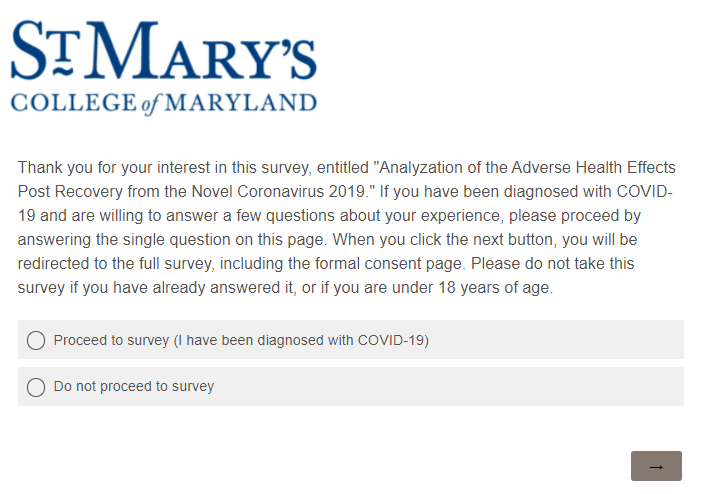 ST MARY'S
COLLEGE of MARYLAND
Thank you for your interest in this survey, entitled "Analyzation of the Adverse Health Effects
Post Recovery from the Novel Coronavirus 2019." If you have been diagnosed with COVID-
19 and are willing to answer a few questions about your experience, please proceed by
answering the single question on this page. When you click the next button, you will be
redirected to the full survey, including the formal consent page. Please do not take this
survey if you have already answered it, or if you are under 18 years of age.
Proceed to survey (I have been diagnosed with COVID-19)
Do not proceed to survey
→